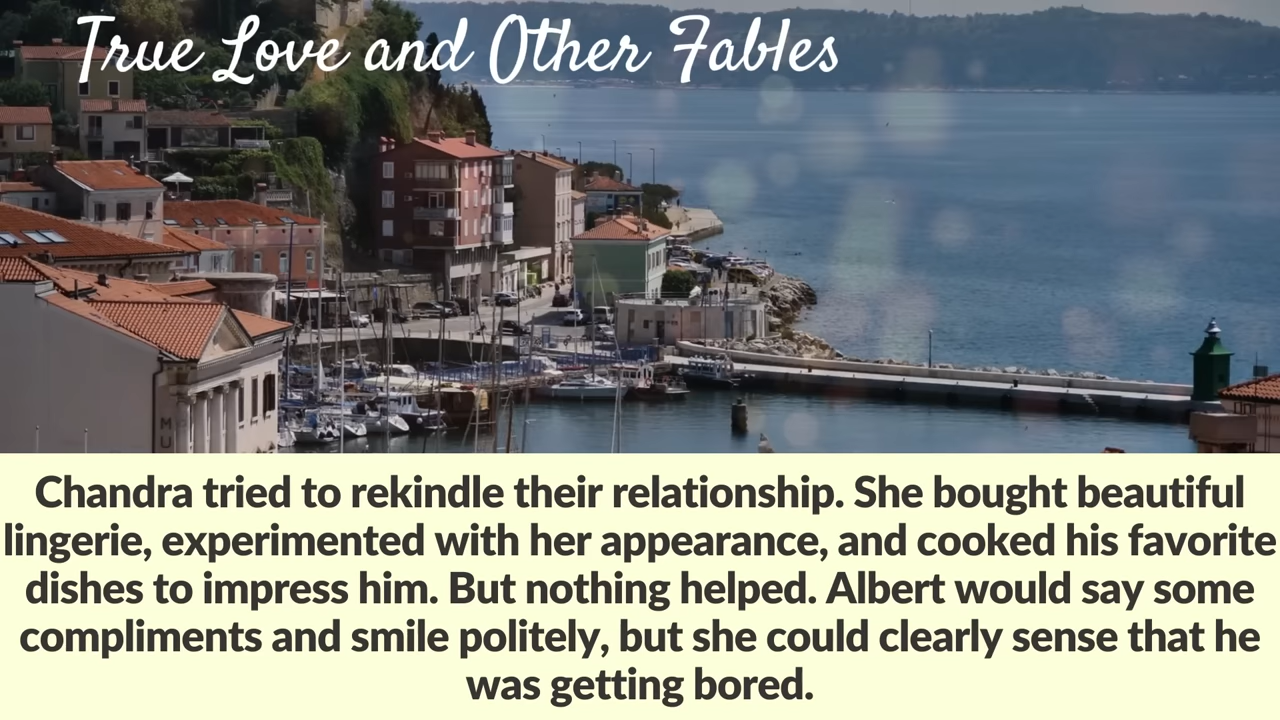 True Love and Other Fables
MU
Chandra tried to rekindle their relationship. She bought beautiful
lingerie, experimented with her appearance, and cooked his favorite
dishes to impress him. But nothing helped. Albert would say some
compliments and smile politely, but she could clearly sense that he
was getting bored.